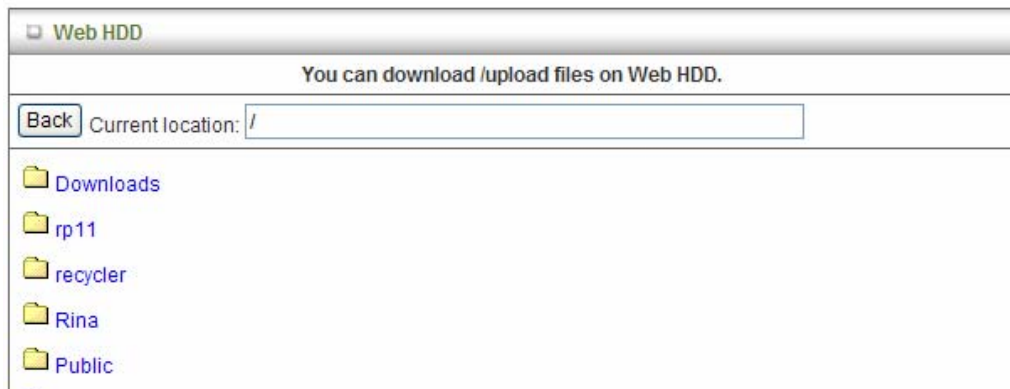 Web HDD
You can download /upload files on Web HDD.
Back Current location: /
Downloads
rp11
recycler
Rina
Public